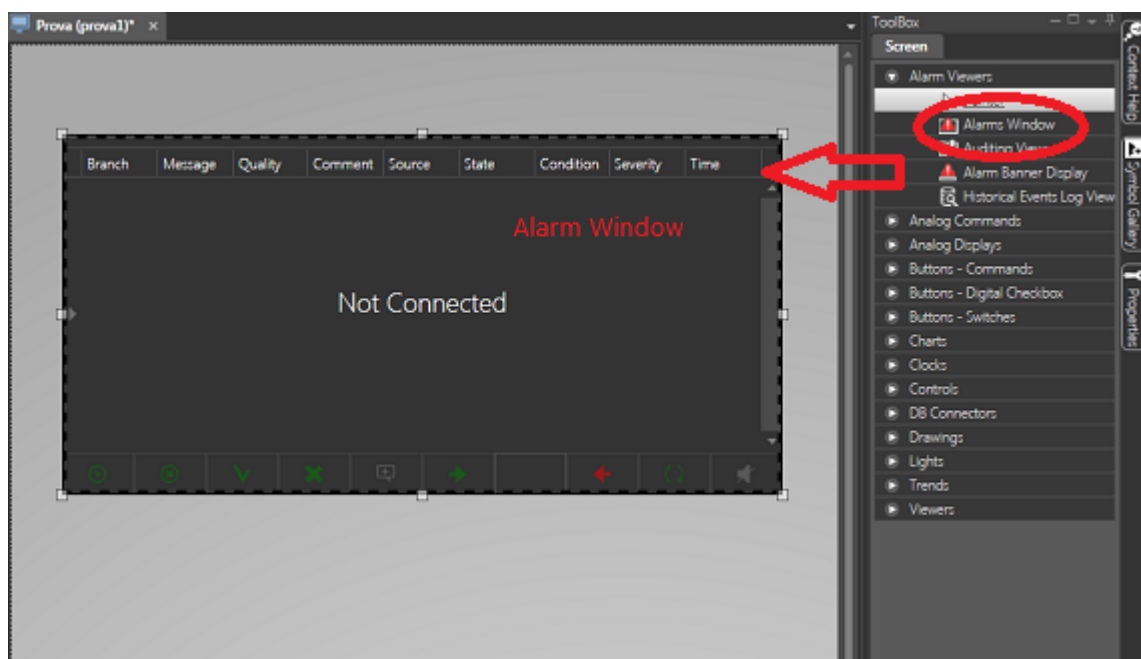 Prova (prova1)*
ToolBox
Screen
Alarm Viewers
Alarms Window
Auditing View
Alarm Banner Display
Historical Events Log View
Analog Commands
Analog Displays
Buttons - Commands
Buttons - Digital Checkbox
Buttons - Switches
Charts
Clocks
Controls
DB Connectors
Drawings
Lights
Trends
Viewers
Branch Message Quality Comment Source State Condition Severity Time
Alarm Window
Not Connected
Context Help
Symbol Gallery
Properties